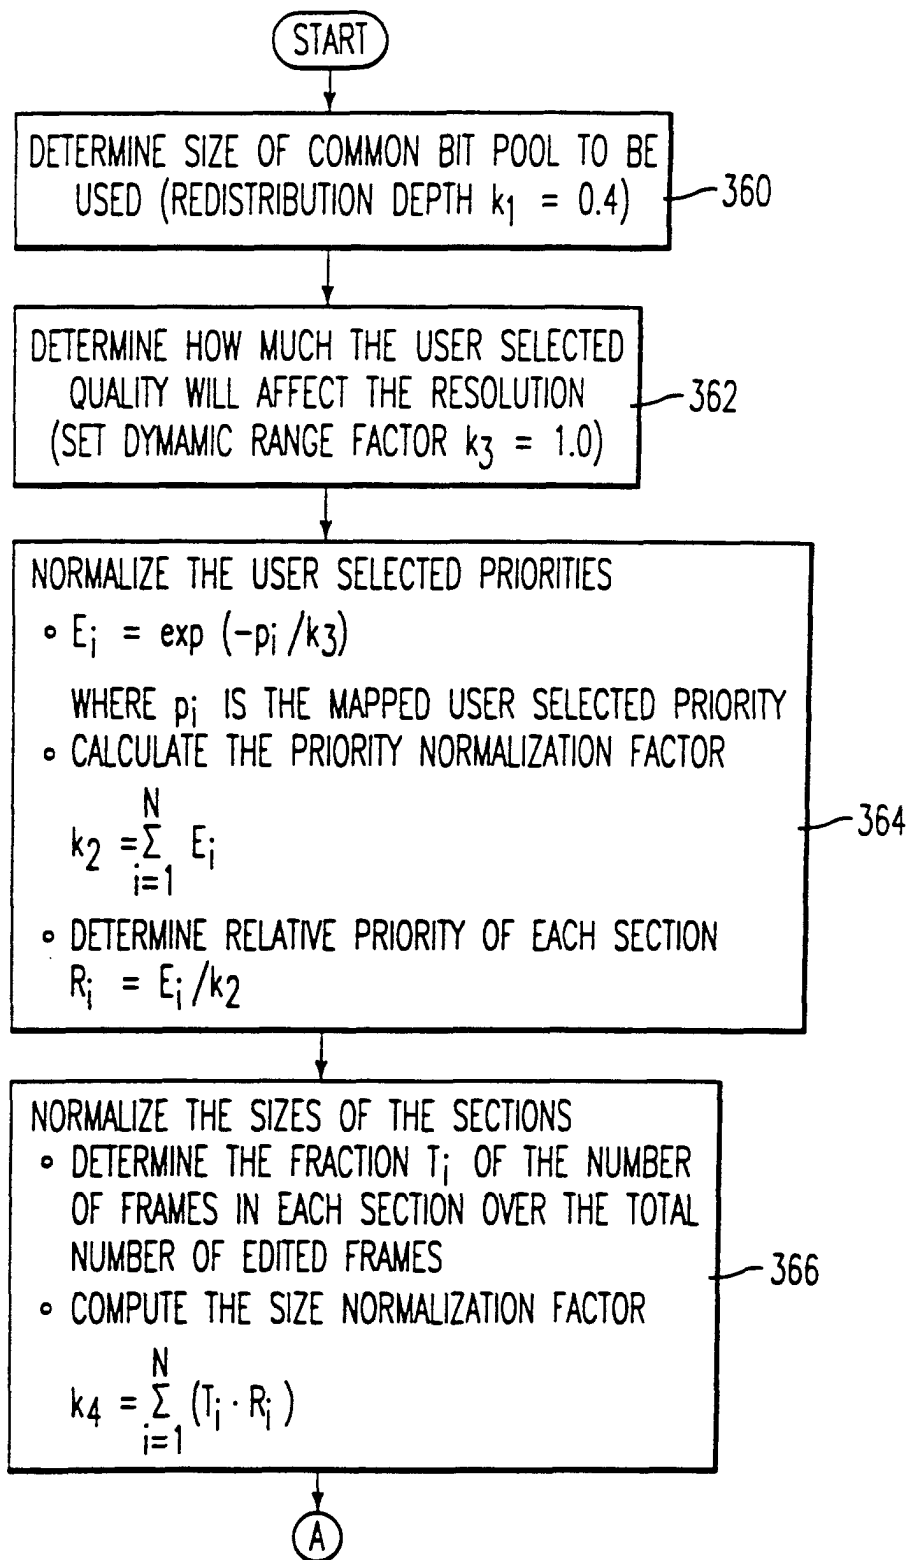 START
DETERMINE SIZE OF COMMON BIT POOL TO BE
USED (REDISTRIBUTION DEPTH k1 = 0.4)
360
DETERMINE HOW MUCH THE USER SELECTED
QUALITY WILL AFFECT THE RESOLUTION
(SET DYMAMIC RANGE FACTOR k3 = 1.0)
362
NORMALIZE THE USER SELECTED PRIORITIES
∘ Ei = exp (-pi /k3)
WHERE pi IS THE MAPPED USER SELECTED PRIORITY
∘ CALCULATE THE PRIORITY NORMALIZATION FACTOR
N
k2 = Σ Ei
i=1
364
∘ DETERMINE RELATIVE PRIORITY OF EACH SECTION
Ri = Ei /k2
NORMALIZE THE SIZES OF THE SECTIONS
∘ DETERMINE THE FRACTION Ti OF THE NUMBER
OF FRAMES IN EACH SECTION OVER THE TOTAL
NUMBER OF EDITED FRAMES
366
∘ COMPUTE THE SIZE NORMALIZATION FACTOR
N
k4 = Σ (Ti · Ri )
i=1
A